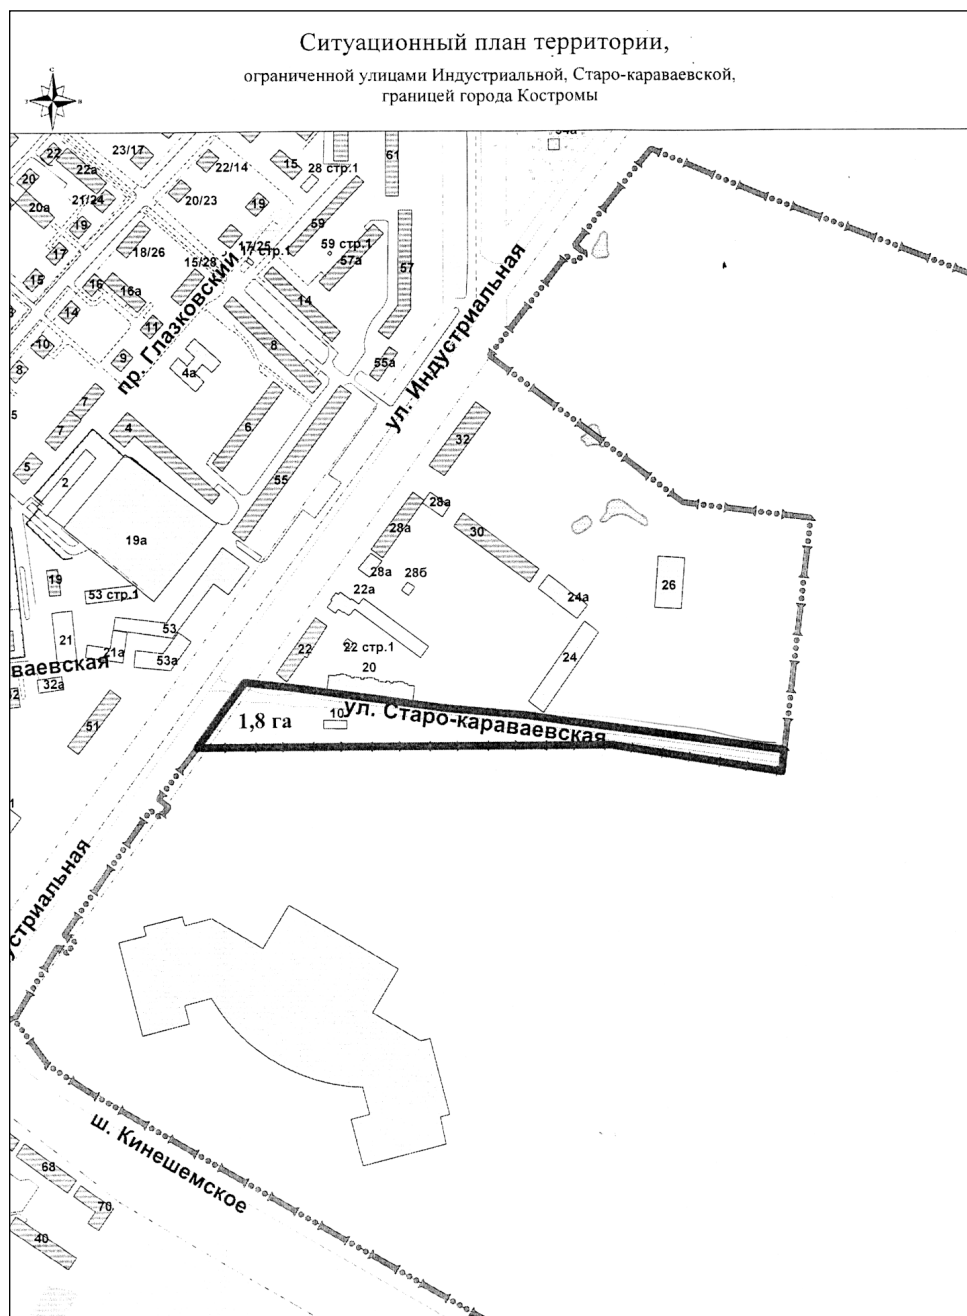 Ситуационный план территории,
ограниченной улицами Индустриальной, Старо-караваевской,
границей города Костромы
С
В
61
23/17
22
22а
22/14
15
28 стр.1
20
20а
21/24
20/23
19
59
19
17/25
17 стр.1
59 стр.1
57а
57
17
18/26
15/28
15
16
16а
14
14
11
10
пр. Глазковский
8
55а
ул. Индустриальная
9
8
4а
5
7
7
4
6
32
5
2
55
28а
28а
30
19а
28а
28б
26
19
53 стр.1
22а
24а
53
21
21а
53а
22
22 стр.1
24
20
ваевская
32а
2
51
10
ул. Старо-караваевская
1,8 га
устриальная
ш. Кинешемское
68
70
40